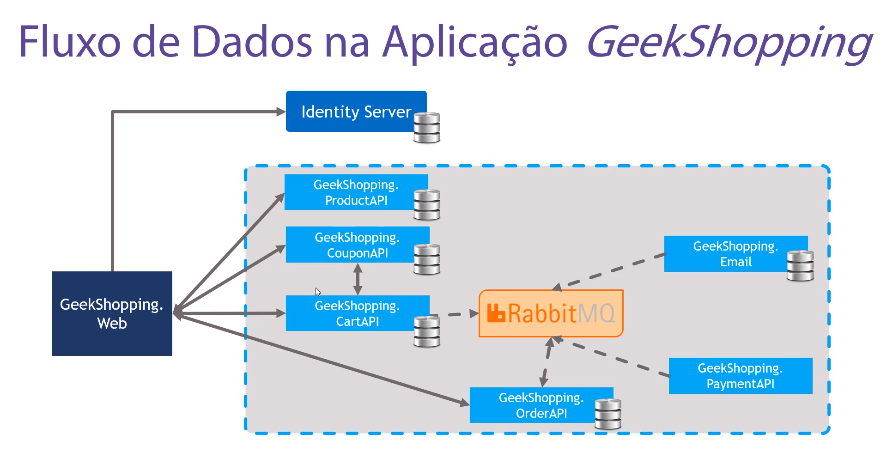 Fluxo de Dados na Aplicação GeekShopping
Identity Server
GeekShopping.
ProductAPI
GeekShopping.
CouponAPI
GeekShopping.
Email
GeekShopping.
Web
GeekShopping.
CartAPI
RabbitMQ
GeekShopping.
PaymentAPI
GeekShopping.
OrderAPI